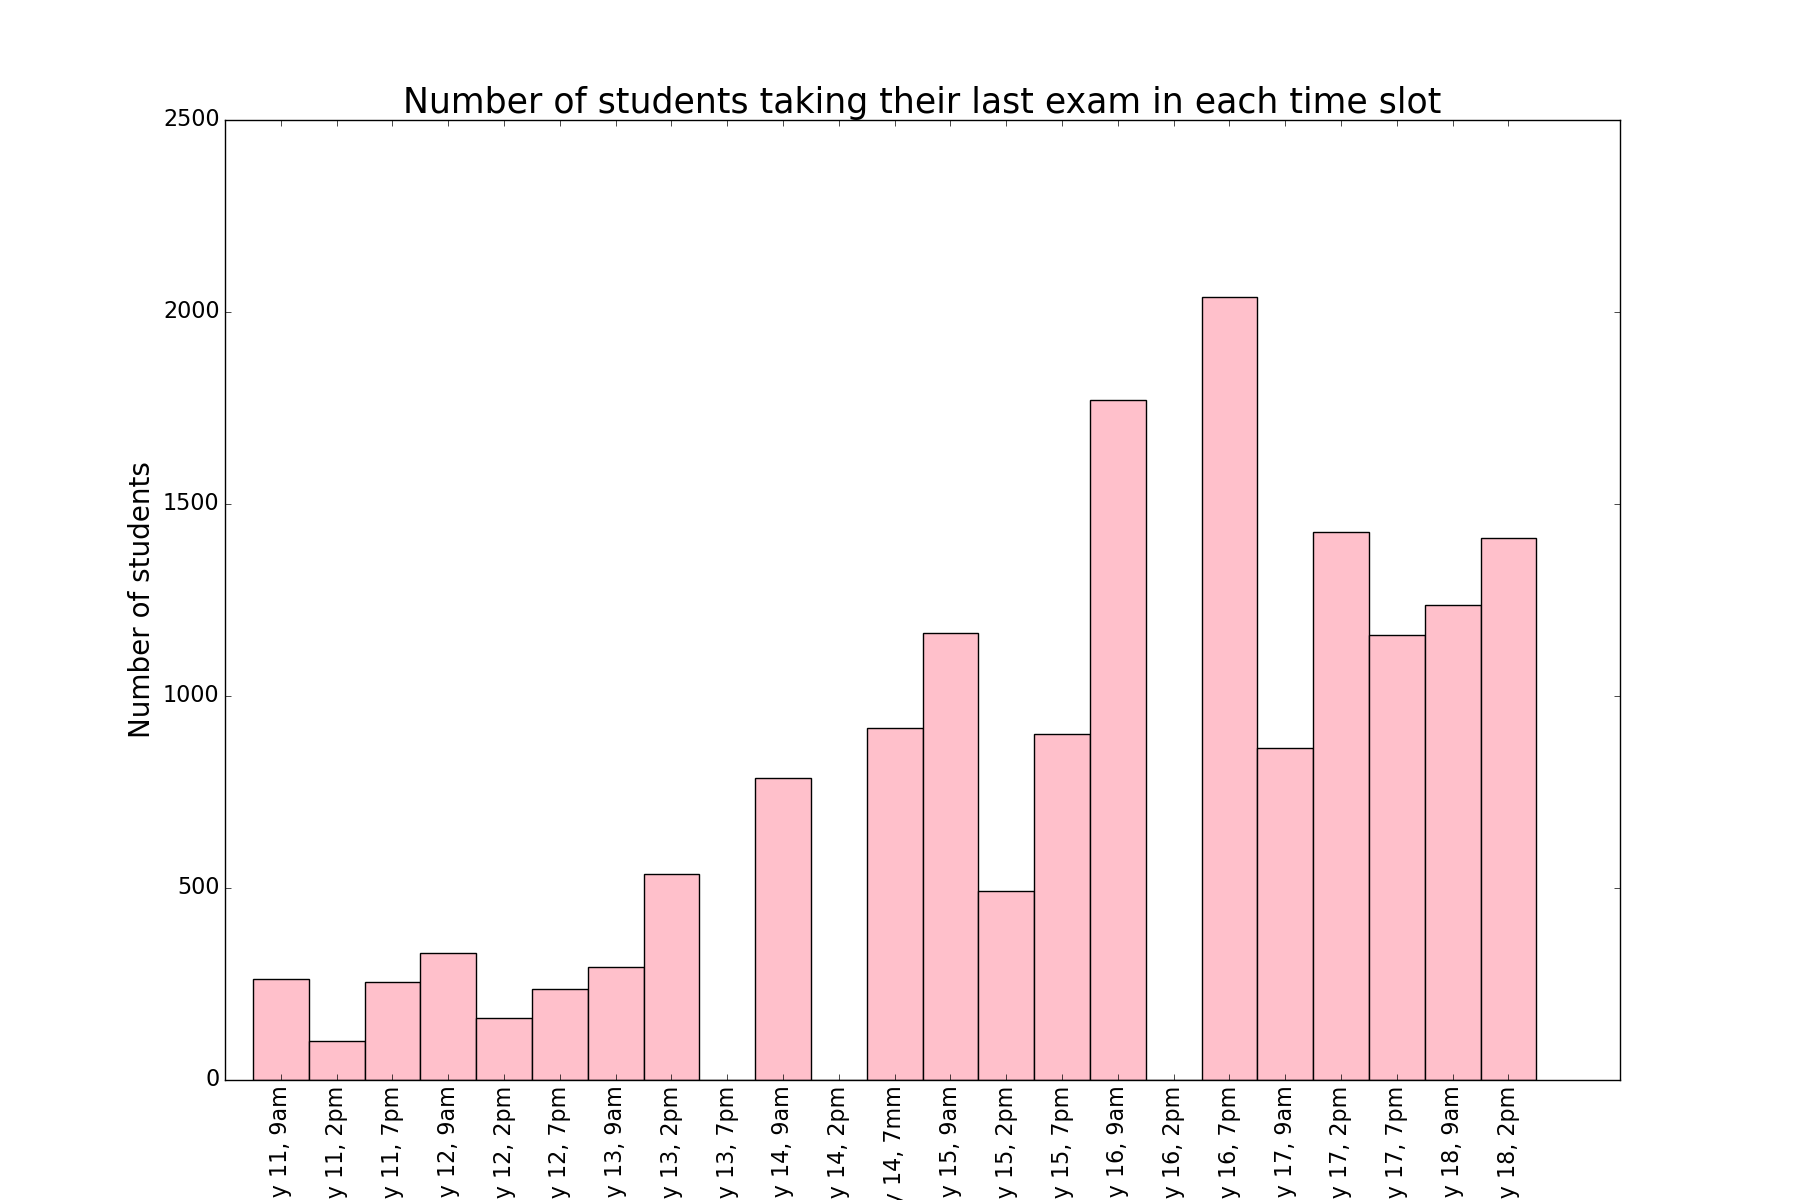 Number of students taking their last exam in each time slot
Number of students
2500
2000
1500
1000
500
0
y 11, 9am
y 11, 2pm
y 11, 7pm
y 12, 9am
y 12, 2pm
y 12, 7pm
y 13, 9am
y 13, 2pm
y 13, 7pm
y 14, 9am
y 14, 2pm
y 14, 7mm
y 15, 9am
y 15, 2pm
y 15, 7pm
y 16, 9am
y 16, 2pm
y 16, 7pm
y 17, 9am
y 17, 2pm
y 17, 7pm
y 18, 9am
y 18, 2pm